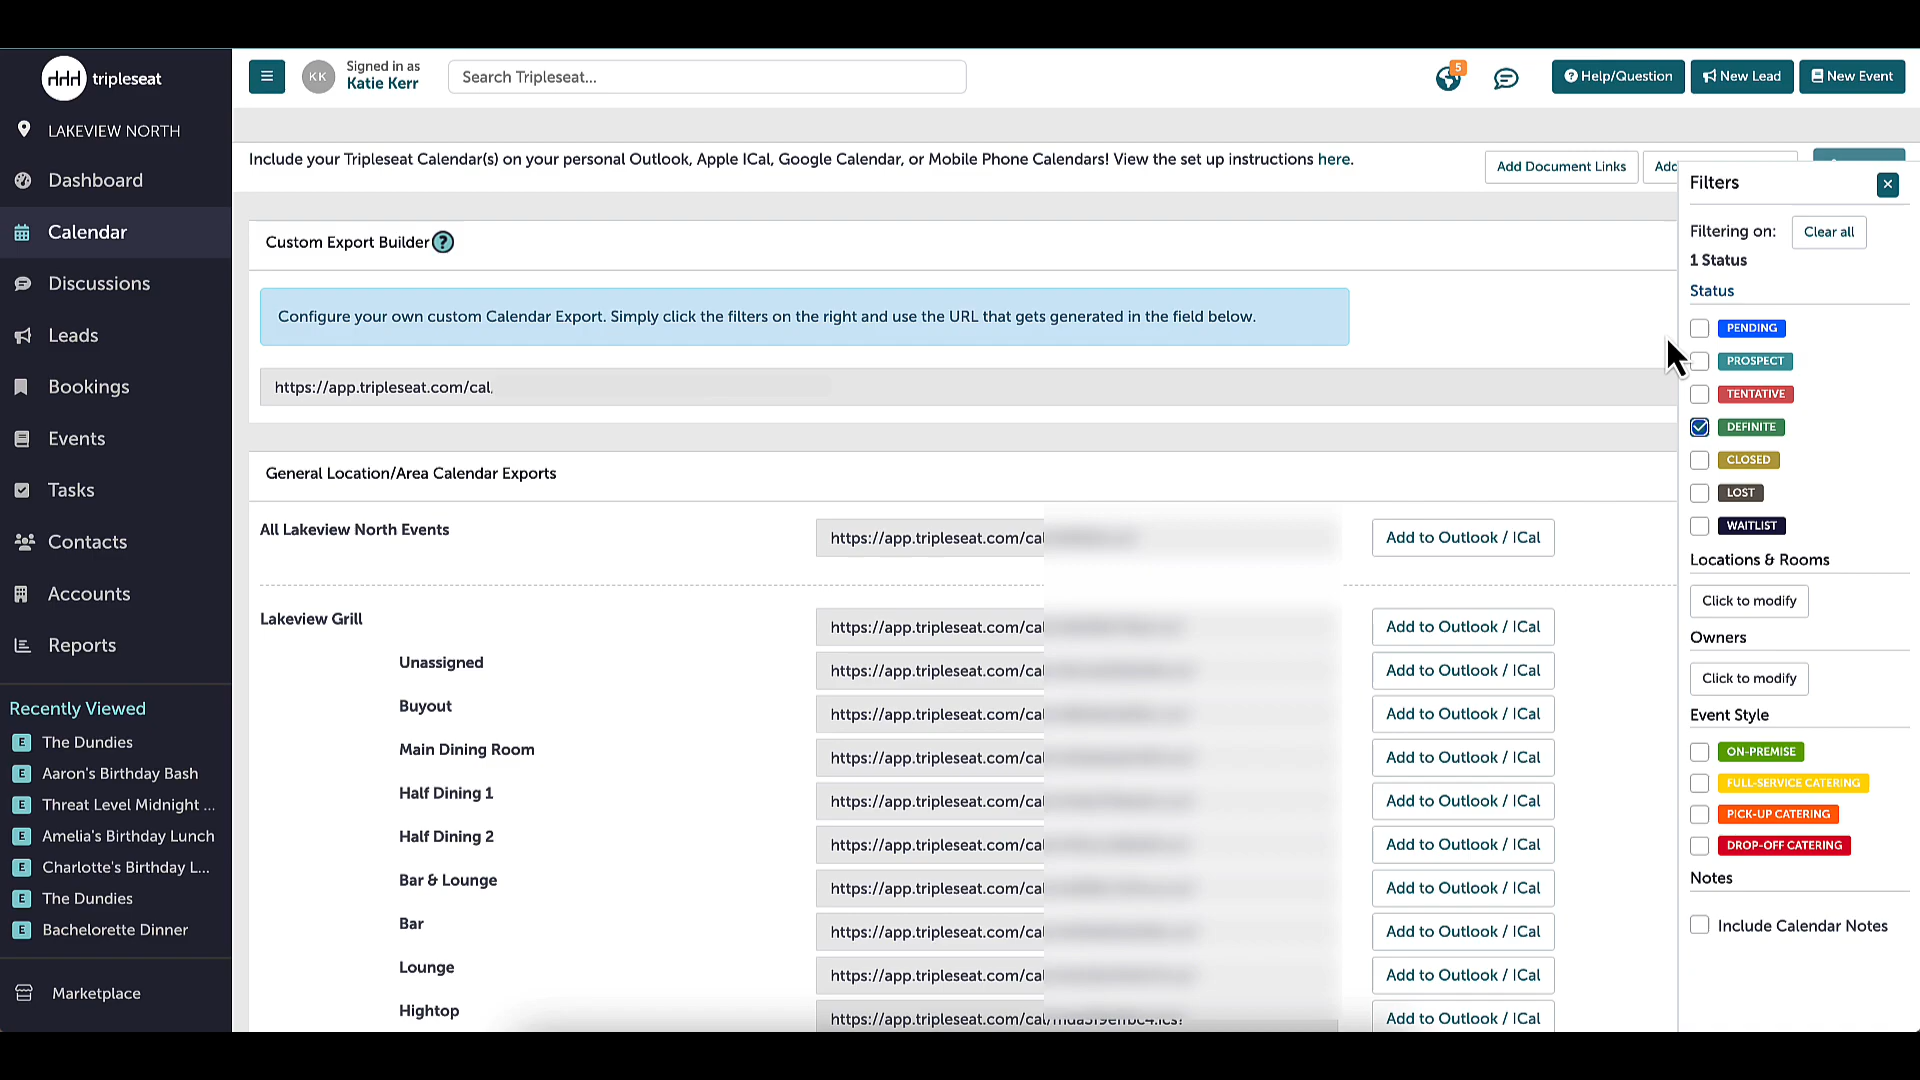 tripleseat
LAKEVIEW NORTH
Dashboard
Calendar
Discussions
Leads
Bookings
Events
Tasks
Contacts
Accounts
Reports
Recently Viewed
E The Dundies
E Aaron's Birthday Bash
E Threat Level Midnight ...
E Amelia's Birthday Lunch
E Charlotte's Birthday L...
E The Dundies
E Bachelorette Dinner
Marketplace
KK
Signed in as
Katie Kerr
Search Tripleseat...
5
Help/Question
New Lead
New Event
Include your Tripleseat Calendar(s) on your personal Outlook, Apple ICal, Google Calendar, or Mobile Phone Calendars! View the set up instructions here.
Add Document Links
Add
Custom Export Builder ?
Configure your own custom Calendar Export. Simply click the filters on the right and use the URL that gets generated in the field below.
https://app.tripleseat.com/cal
General Location/Area Calendar Exports
All Lakeview North Events https://app.tripleseat.com/cal Add to Outlook / ICal
Lakeview Grill https://app.tripleseat.com/cal Add to Outlook / ICal
Unassigned https://app.tripleseat.com/cal Add to Outlook / ICal
Buyout https://app.tripleseat.com/cal Add to Outlook / ICal
Main Dining Room https://app.tripleseat.com/cal Add to Outlook / ICal
Half Dining 1 https://app.tripleseat.com/cal Add to Outlook / ICal
Half Dining 2 https://app.tripleseat.com/cal Add to Outlook / ICal
Bar & Lounge https://app.tripleseat.com/cal Add to Outlook / ICal
Bar https://app.tripleseat.com/cal Add to Outlook / ICal
Lounge https://app.tripleseat.com/cal Add to Outlook / ICal
Hightop https://app.tripleseat.com/cal Add to Outlook / ICal
Filters
Filtering on: Clear all
1 Status
Status
PENDING
PROSPECT
TENTATIVE
DEFINITE
CLOSED
LOST
WAITLIST
Locations & Rooms
Click to modify
Owners
Click to modify
Event Style
ON-PREMISE
FULL-SERVICE CATERING
PICK-UP CATERING
DROP-OFF CATERING
Notes
Include Calendar Notes